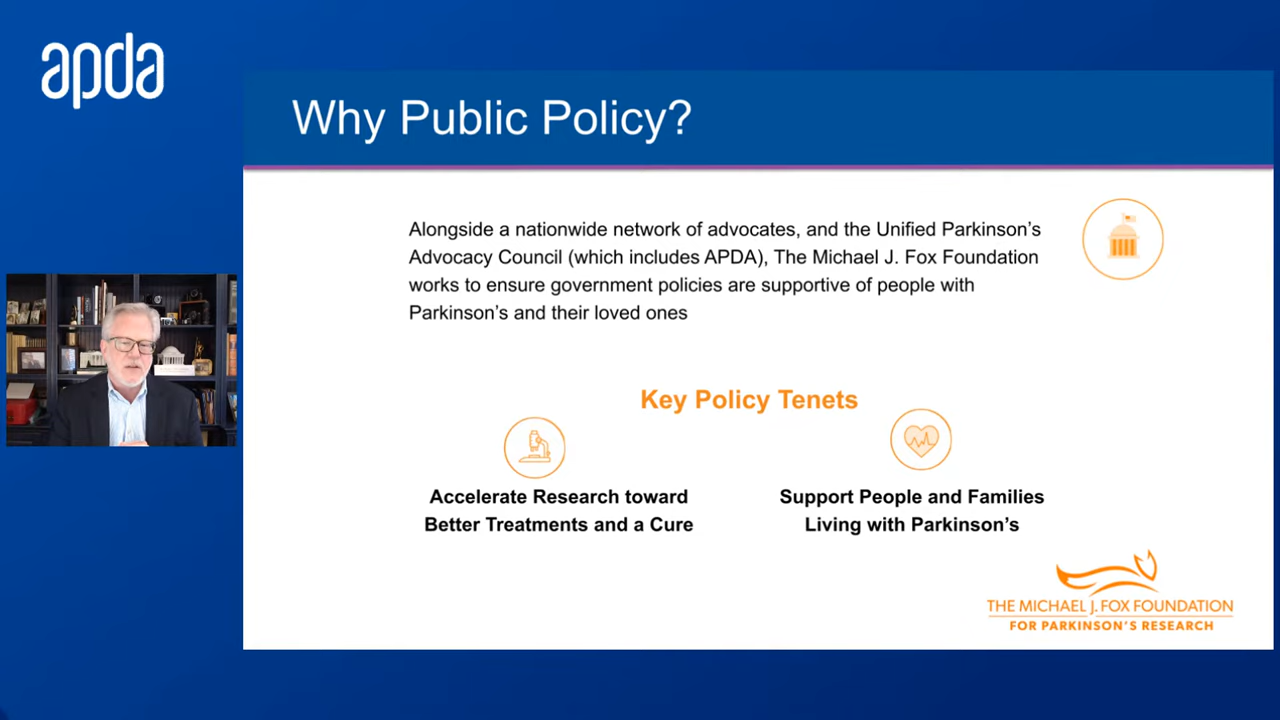 apda
Why Public Policy?
Alongside a nationwide network of advocates, and the Unified Parkinson’s
Advocacy Council (which includes APDA), The Michael J. Fox Foundation
works to ensure government policies are supportive of people with
Parkinson’s and their loved ones
Key Policy Tenets
Accelerate Research toward
Better Treatments and a Cure
Support People and Families
Living with Parkinson’s
THE MICHAEL J. FOX FOUNDATION
FOR PARKINSON’S RESEARCH